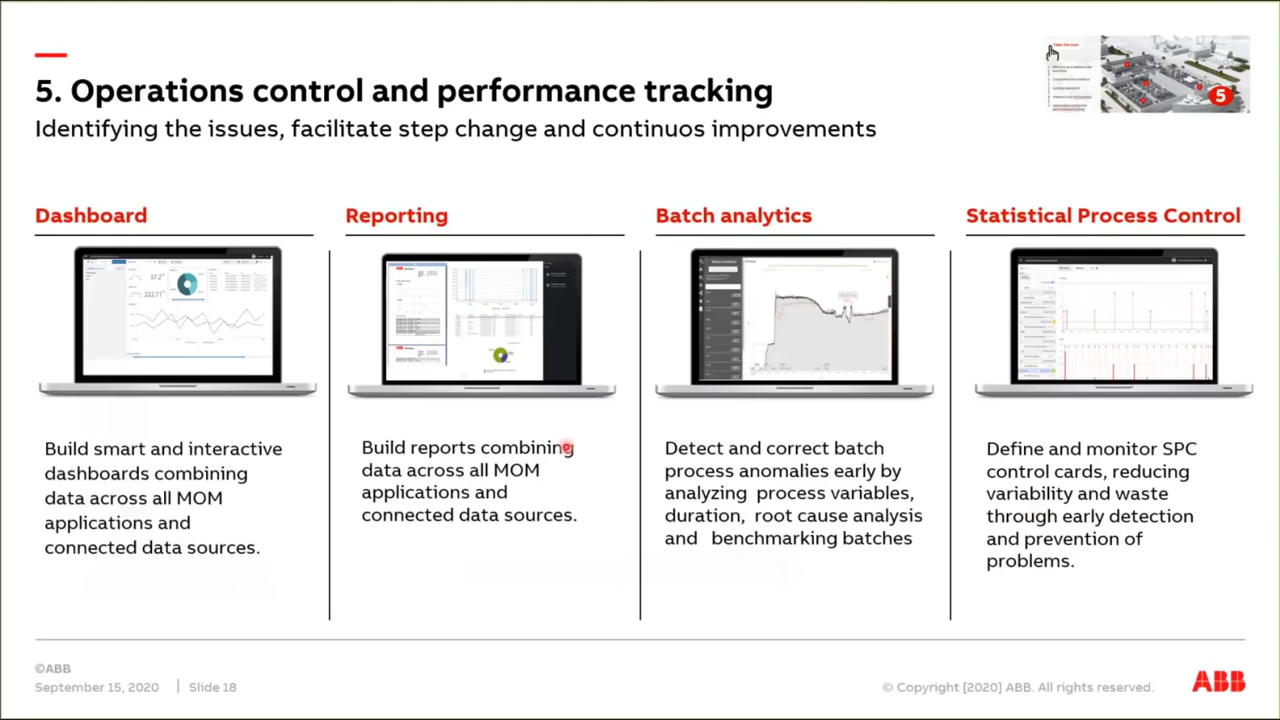 5. Operations control and performance tracking
Identifying the issues, facilitate step change and continuos improvements
Take the tour
5
Dashboard
Reporting
Batch analytics
Statistical Process Control
Build smart and interactive
dashboards combining
data across all MOM
applications and
connected data sources.
Build reports combining
data across all MOM
applications and
connected data sources.
Detect and correct batch
process anomalies early by
analyzing process variables,
duration, root cause analysis
and benchmarking batches
Define and monitor SPC
control cards, reducing
variability and waste
through early detection
and prevention of
problems.
©ABB
September 15, 2020 | Slide 18
© Copyright [2020] ABB. All rights reserved.
ABB